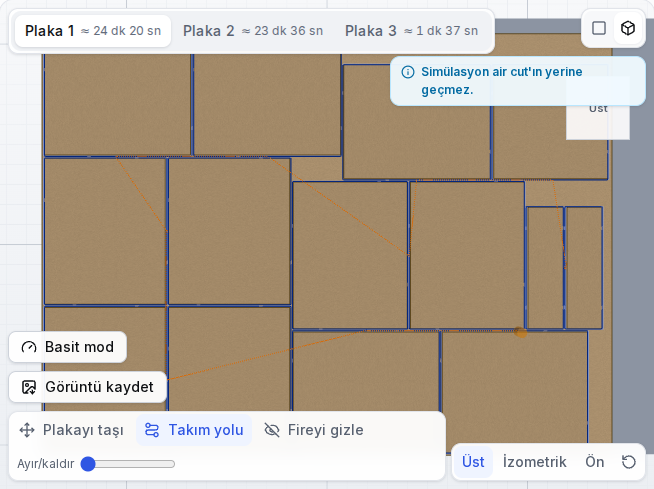 Plaka 1 ≈ 24 dk 20 sn Plaka 2 ≈ 23 dk 36 sn Plaka 3 ≈ 1 dk 37 sn
Simülasyon air cut'ın yerine
geçmez.
Üst
Basit mod
Görüntü kaydet
Plakayı taşı Takım yolu Fireyi gizle
Ayır/kaldır
Üst İzometrik Ön